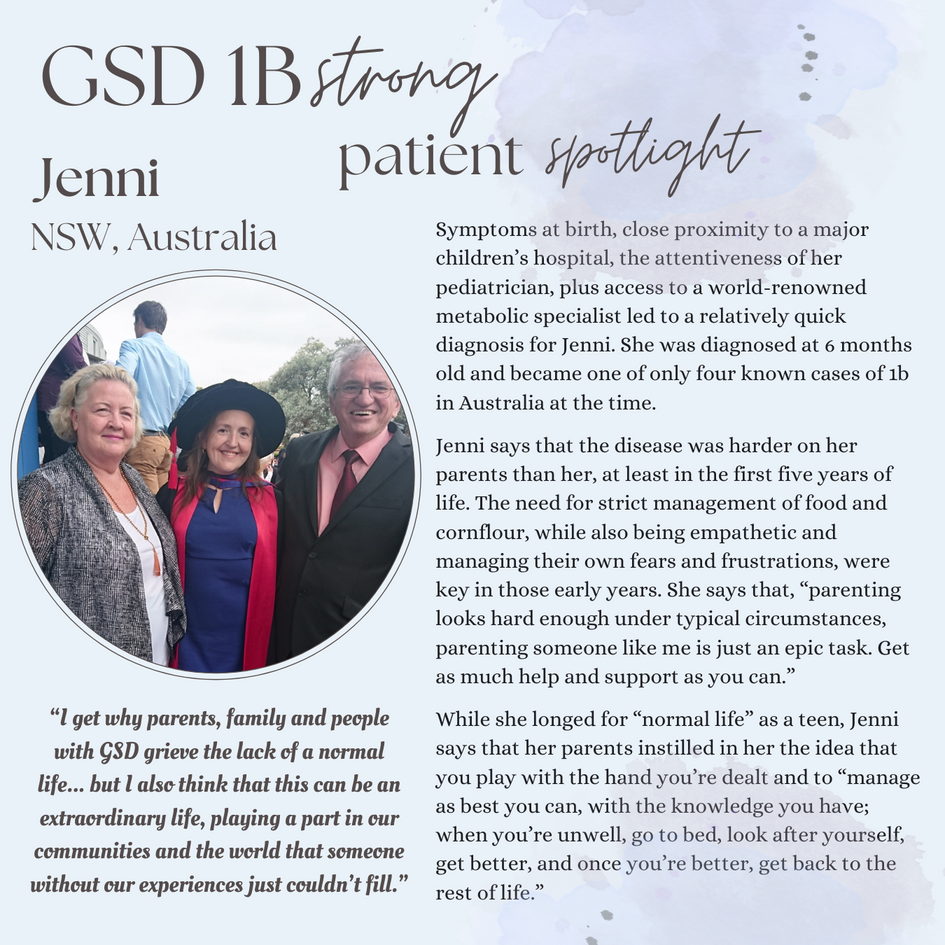 GSD 1B strong
patient spotlight
Jenni
NSW, Australia
Symptoms at birth, close proximity to a major
children’s hospital, the attentiveness of her
pediatrician, plus access to a world-renowned
metabolic specialist led to a relatively quick
diagnosis for Jenni. She was diagnosed at 6 months
old and became one of only four known cases of 1b
in Australia at the time.
Jenni says that the disease was harder on her
parents than her, at least in the first five years of
life. The need for strict management of food and
cornflour, while also being empathetic and
managing their own fears and frustrations, were
key in those early years. She says that, “parenting
looks hard enough under typical circumstances,
parenting someone like me is just an epic task. Get
as much help and support as you can.”
While she longed for “normal life” as a teen, Jenni
says that her parents instilled in her the idea that
you play with the hand you’re dealt and to “manage
as best you can, with the knowledge you have;
when you’re unwell, go to bed, look after yourself,
get better, and once you’re better, get back to the
rest of life.”
“I get why parents, family and people
with GSD grieve the lack of a normal
life... but I also think that this can be an
extraordinary life, playing a part in our
communities and the world that someone
without our experiences just couldn’t fill.”